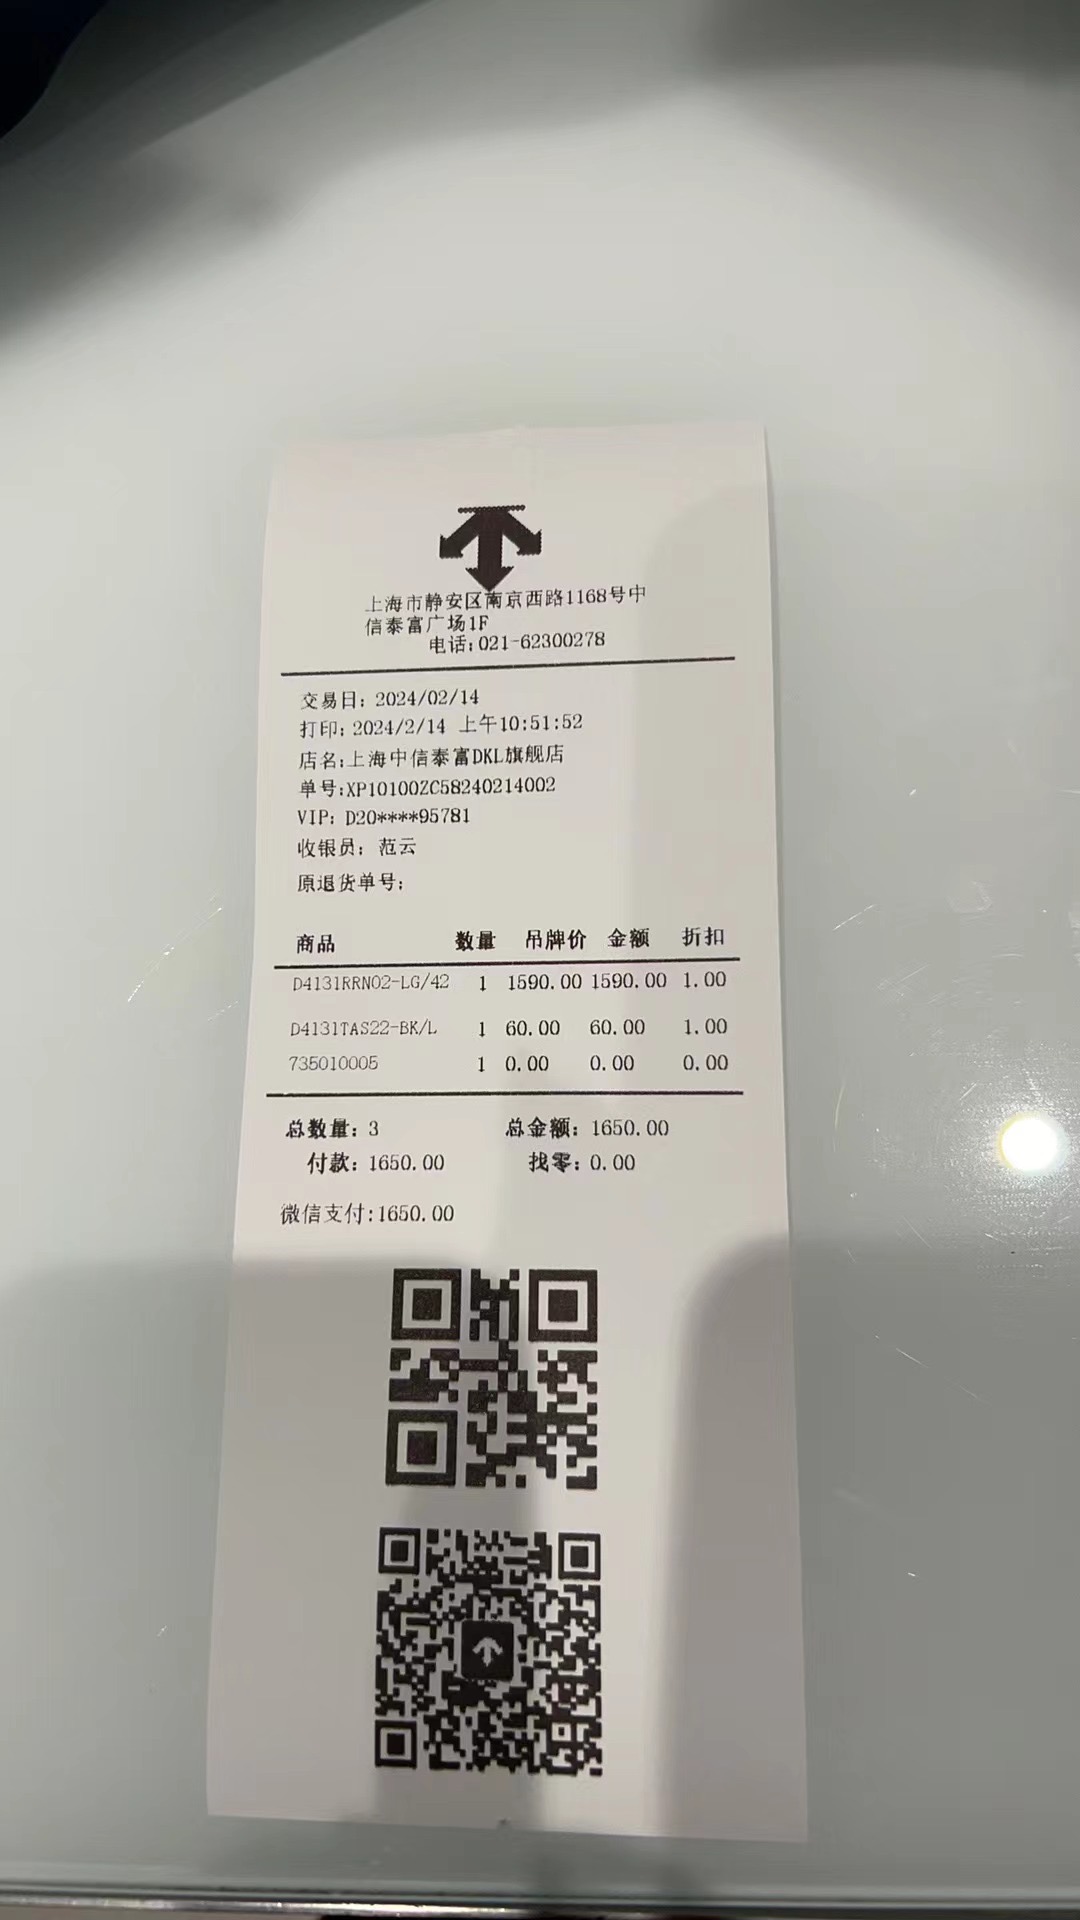 上海市静安区南京西路1168号中
信泰富广场1F
电话:021-62300278
交易日: 2024/02/14
打印: 2024/2/14 上午10:51:52
店名:上海中信泰富DKL旗舰店
单号:XP10100ZC58240214002
VIP: D20****95781
收银员: 范云
原退货单号:
商品 数量 吊牌价 金额 折扣
D4131RRN02-LG/42 1 1590.00 1590.00 1.00
D4131TAS22-BK/L 1 60.00 60.00 1.00
735010005 1 0.00 0.00 0.00
总数量: 3 总金额: 1650.00
付款: 1650.00 找零: 0.00
微信支付:1650.00